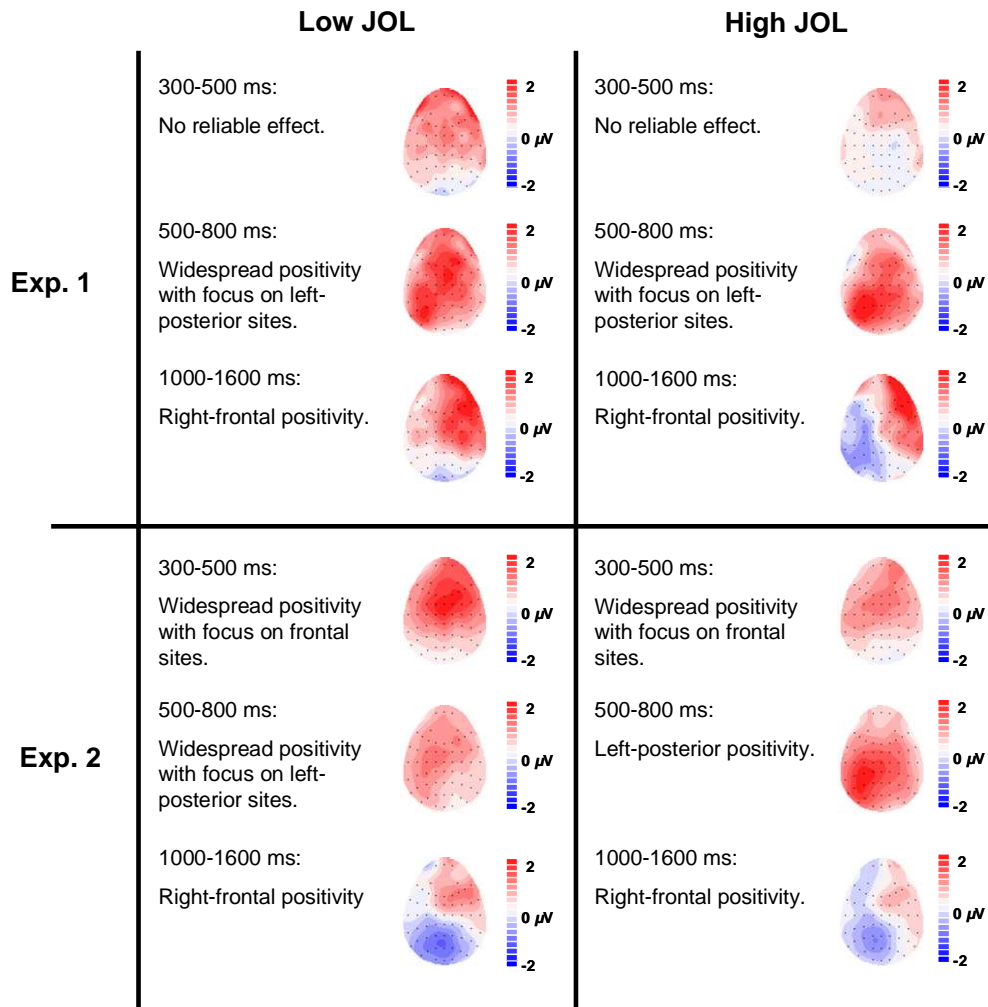 Low JOL
High JOL
Exp. 1
300-500 ms:
No reliable effect.
2
0 µV
-2
300-500 ms:
No reliable effect.
2
0 µV
-2
500-800 ms:
Widespread positivity
with focus on left-
posterior sites.
2
0 µV
-2
500-800 ms:
Widespread positivity
with focus on left-
posterior sites.
2
0 µV
-2
1000-1600 ms:
Right-frontal positivity.
2
0 µV
-2
1000-1600 ms:
Right-frontal positivity.
2
0 µV
-2
Exp. 2
300-500 ms:
Widespread positivity
with focus on frontal
sites.
2
0 µV
-2
300-500 ms:
Widespread positivity
with focus on frontal
sites.
2
0 µV
-2
500-800 ms:
Widespread positivity
with focus on left-
posterior sites.
2
0 µV
-2
500-800 ms:
Left-posterior positivity.
2
0 µV
-2
1000-1600 ms:
Right-frontal positivity
2
0 µV
-2
1000-1600 ms:
Right-frontal positivity.
2
0 µV
-2